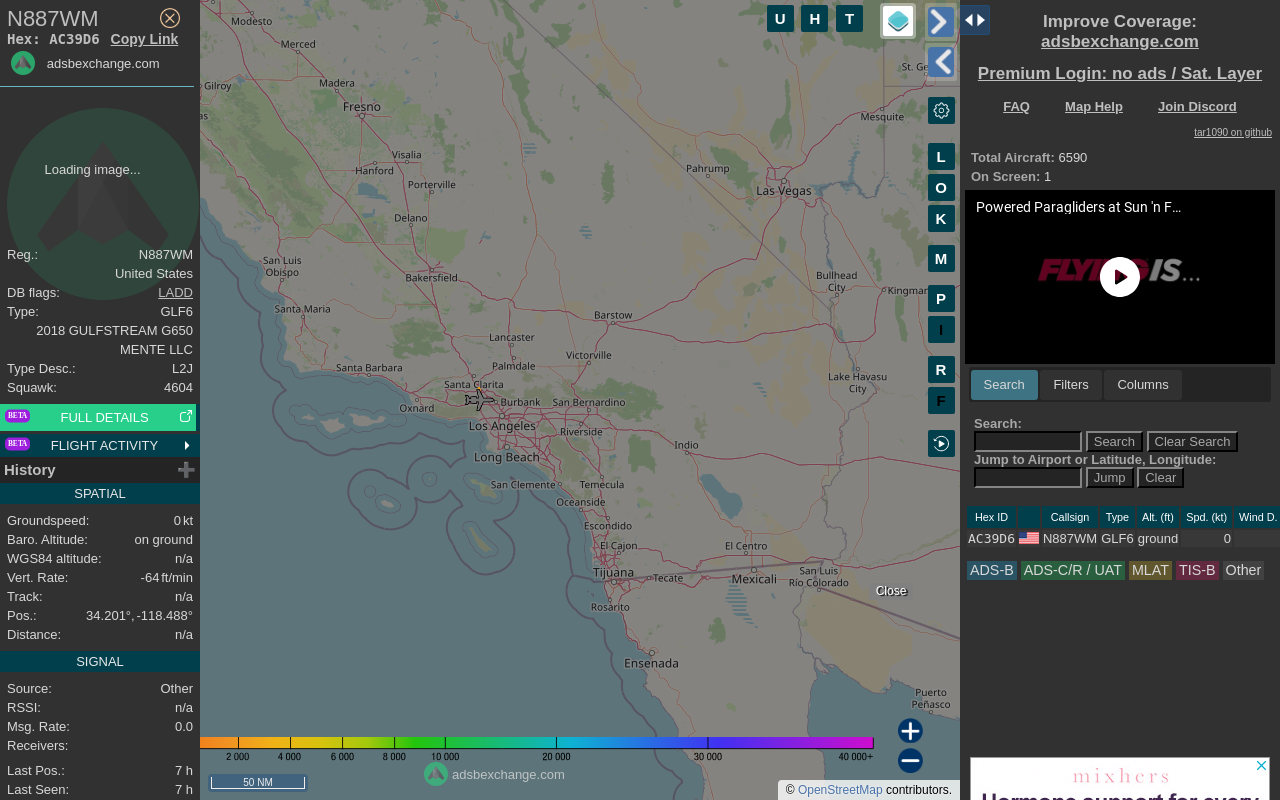 N887WM
Hex: AC39D6 Copy Link
adsbexchange.com
Loading image...
Reg.: N887WM
United States
DB flags: LADD
Type: GLF6
2018 GULFSTREAM G650
MENTE LLC
Type Desc.: L2J
Squawk: 4604
BETA FULL DETAILS
BETA FLIGHT ACTIVITY
History
SPATIAL
Groundspeed: 0 kt
Baro. Altitude: on ground
WGS84 altitude: n/a
Vert. Rate: -64 ft/min
Track: n/a
Pos.: 34.201°, -118.488°
Distance: n/a
SIGNAL
Source: Other
RSSI: n/a
Msg. Rate: 0.0
Receivers:
Last Pos.: 7 h
Last Seen: 7 h
U H T
L
O
K
M
P
I
R
F
Modesto
Merced
Gilroy
Madera
Fresno
Visalia
Hanford
Porterville
Delano
San Luis
Obispo
Bakersfield
Santa Maria
St. Ge
Mesquite
Pahrump
Las Vegas
Bullhead
City
Kingman
Barstow
Lancaster
Victorville
Palmdale
Santa Barbara
Santa Clarita
Lake Havasu
City
Oxnard
Burbank
San Bernardino
Los Angeles
Riverside
Indio
Long Beach
San Clemente
Temecula
Oceanside
Escondido
El Cajon
El Centro
Tijuana
Tecate
Mexicali
San Luis
Río Colorado
Rosarito
Ensenada
Puerto
Peñasco
Close
2 000 4 000 6 000 8 000 10 000 20 000 30 000 40 000+
adsbexchange.com
50 NM
© OpenStreetMap contributors.
Improve Coverage:
adsbexchange.com
Premium Login: no ads / Sat. Layer
FAQ Map Help Join Discord
tar1090 on github
Total Aircraft: 6590
On Screen: 1
Powered Paragliders at Sun 'n F...
FLYING IS...
Search Filters Columns
Search:
Search Clear Search
Jump to Airport or Latitude, Longitude:
Jump Clear
Hex ID Callsign Type Alt. (ft) Spd. (kt) Wind D.
AC39D6 N887WM GLF6 ground 0
ADS-B ADS-C/R / UAT MLAT TIS-B Other
mixhers
Hormone support for every